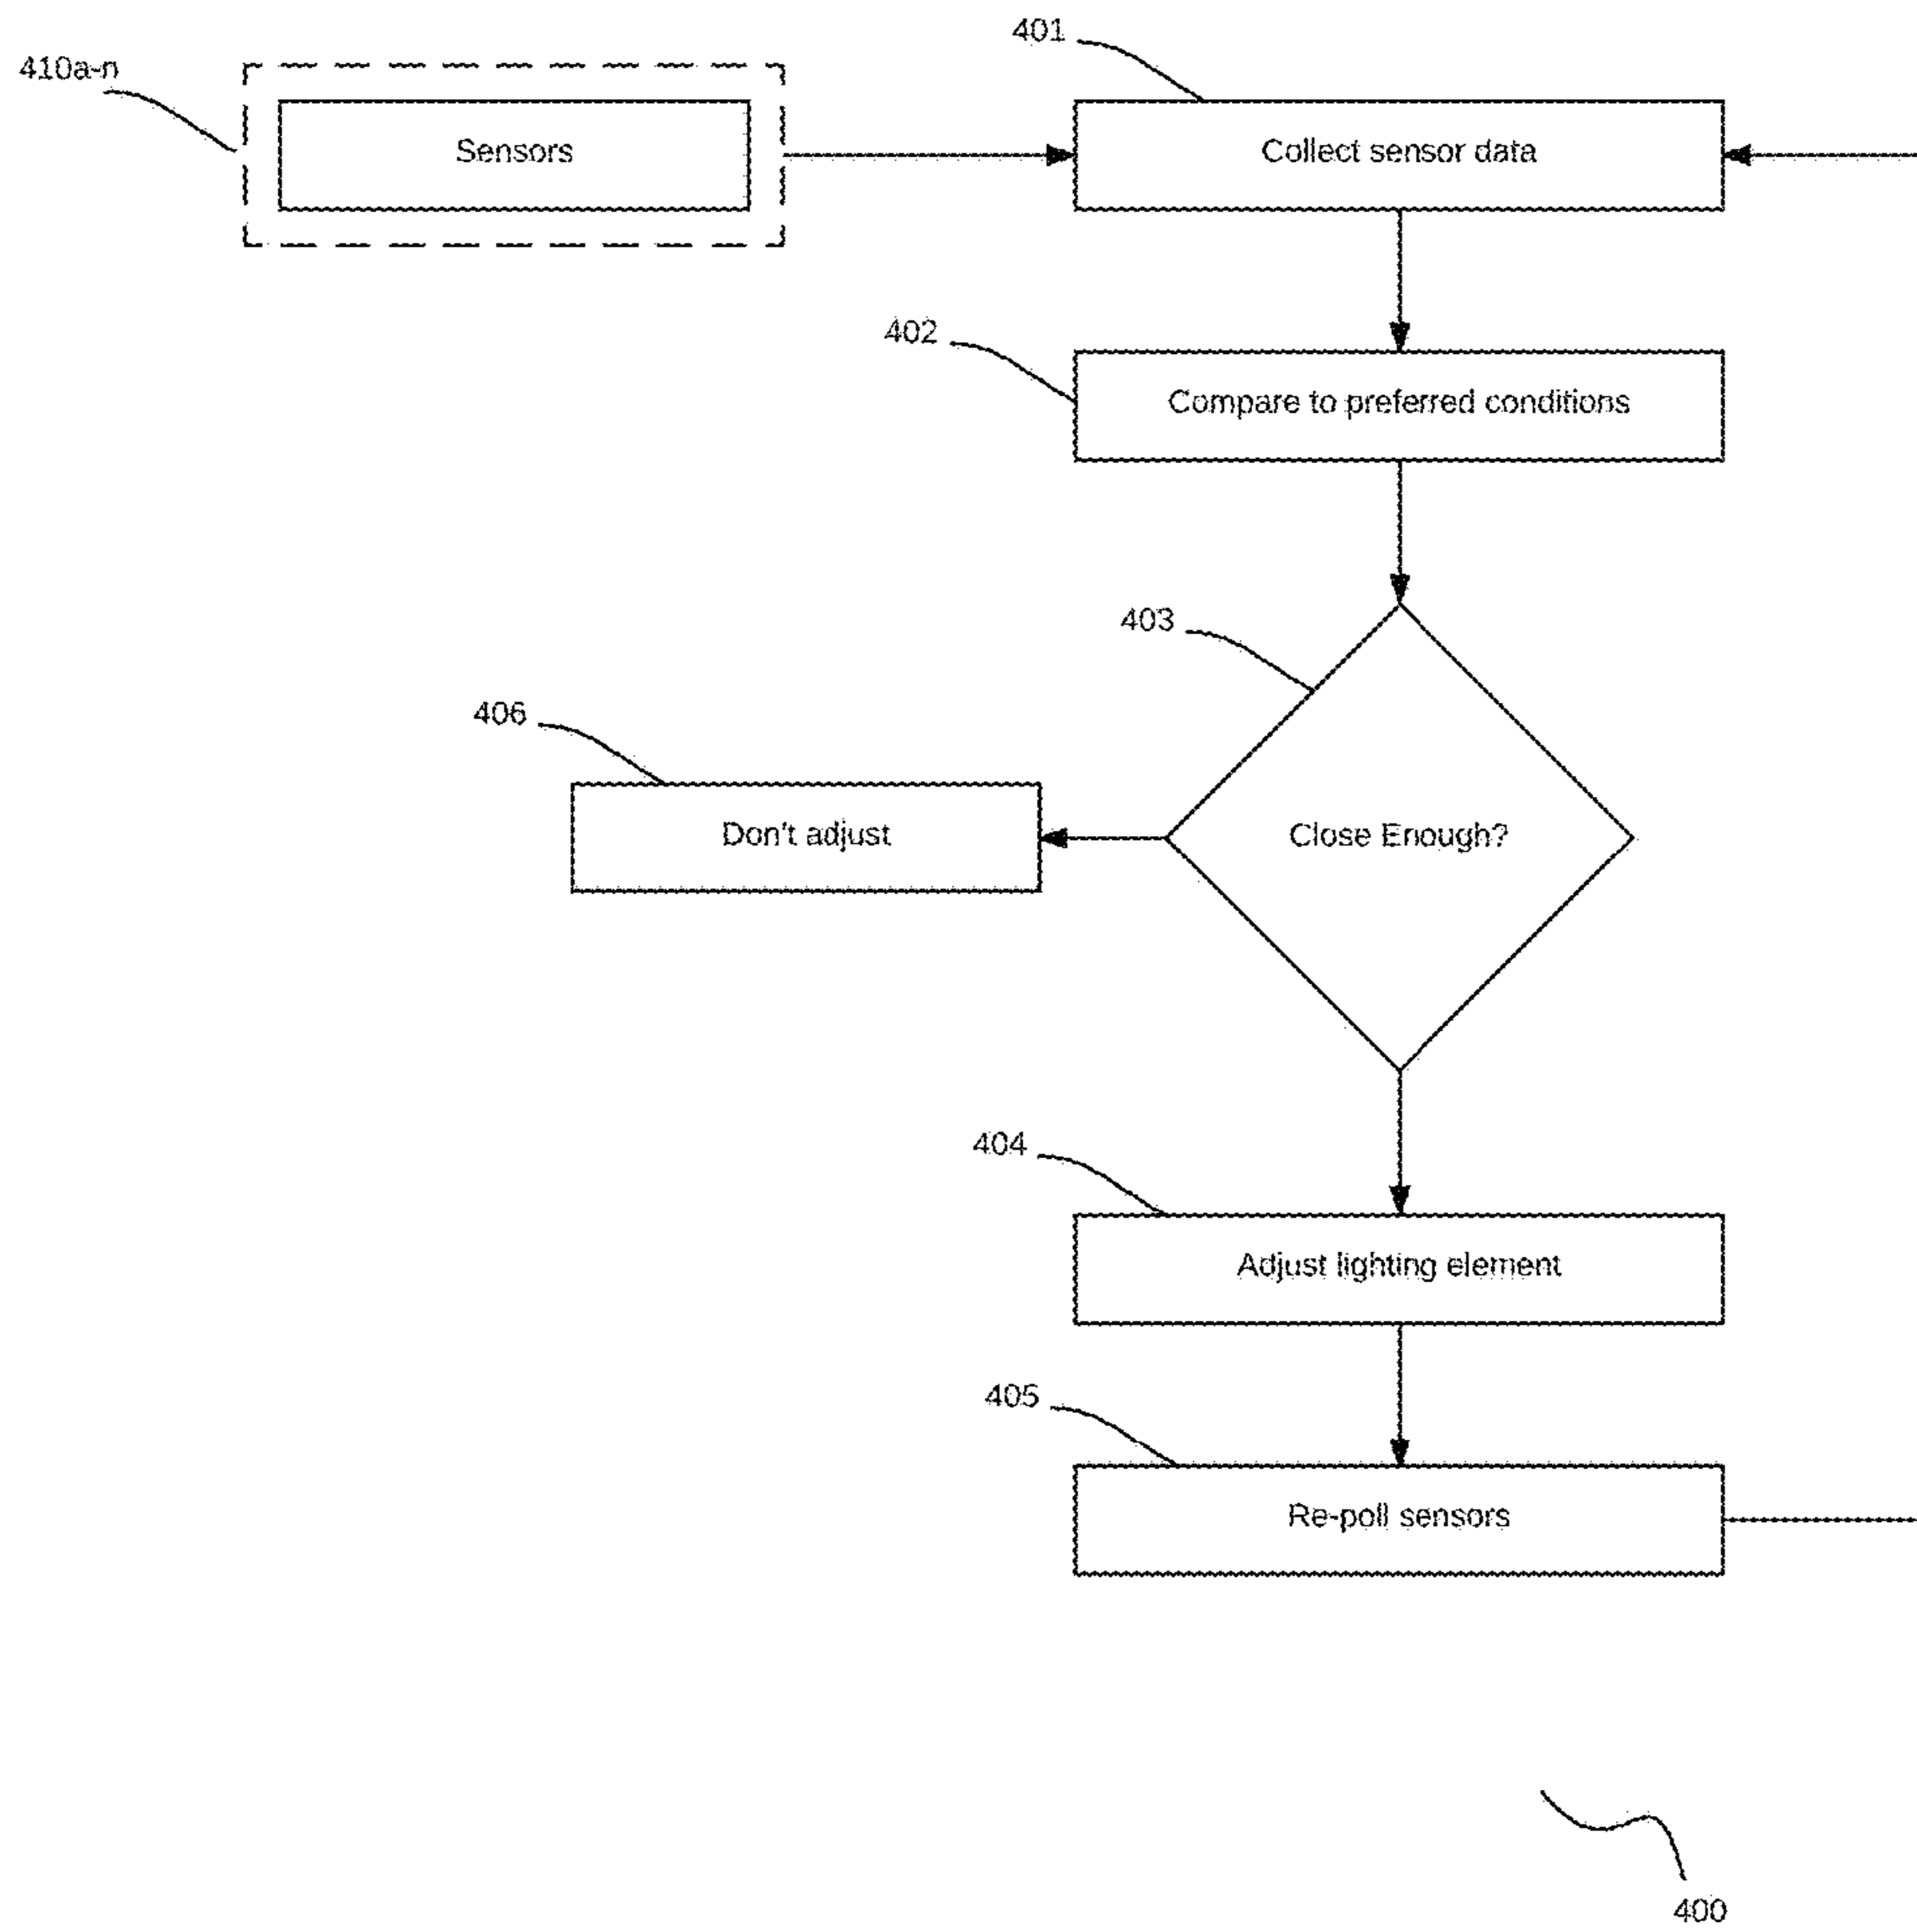 401
410a-n
Sensors
Collect sensor data
402
Compare to preferred conditions
403
406
Don't adjust
Close Enough?
404
Adjust lighting element
405
Re-poll sensors
400